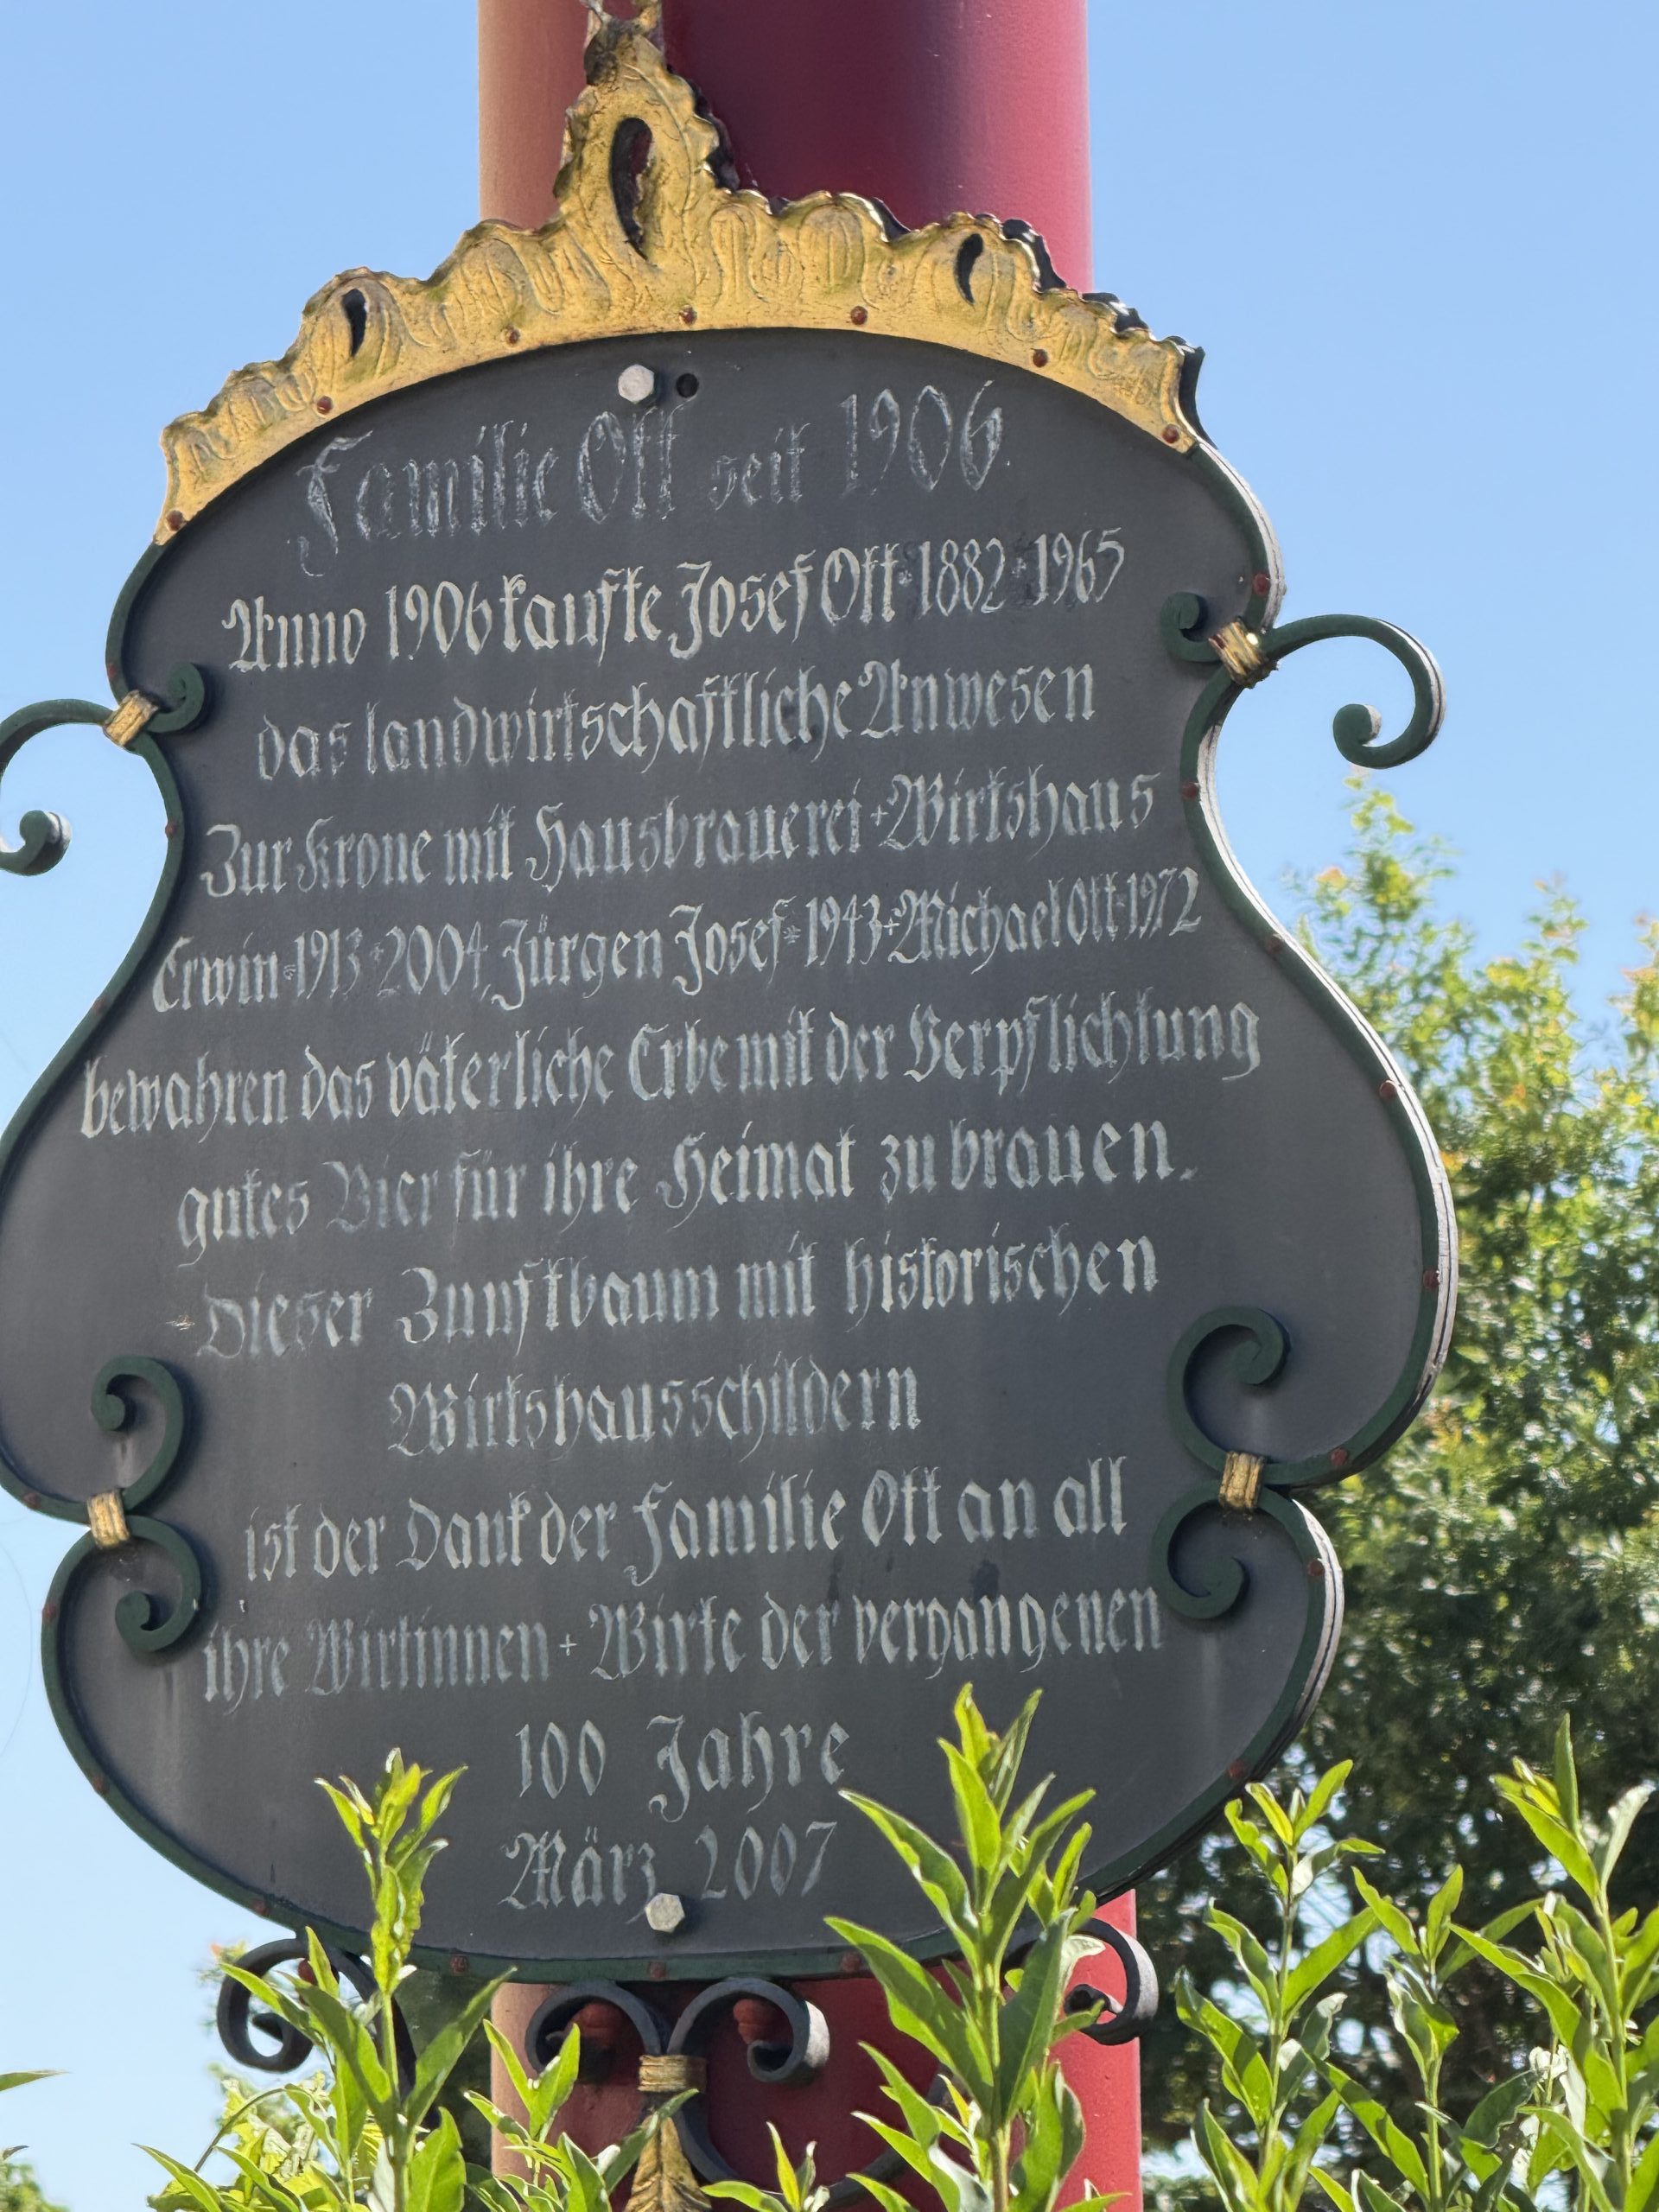 Familie Ott seit 1906
Anno 1906 kaufte Josef Ott *1882 +1965
das landwirtschaftliche Anwesen
Zur Krone mit Hausbrauerei + Wirtshaus
Erwin *1913 +2004, Jürgen Josef *1943 + Michael Ott *1972
bewahren das väterliche Erbe mit der Verpflichtung
gutes Bier für ihre Heimat zu brauen.
Dieser Zunftbaum mit historischen
Wirtshausschildern
ist der Dank der Familie Ott an all
ihre Wirtinnen + Wirte der vergangenen
100 Jahre
März 2007